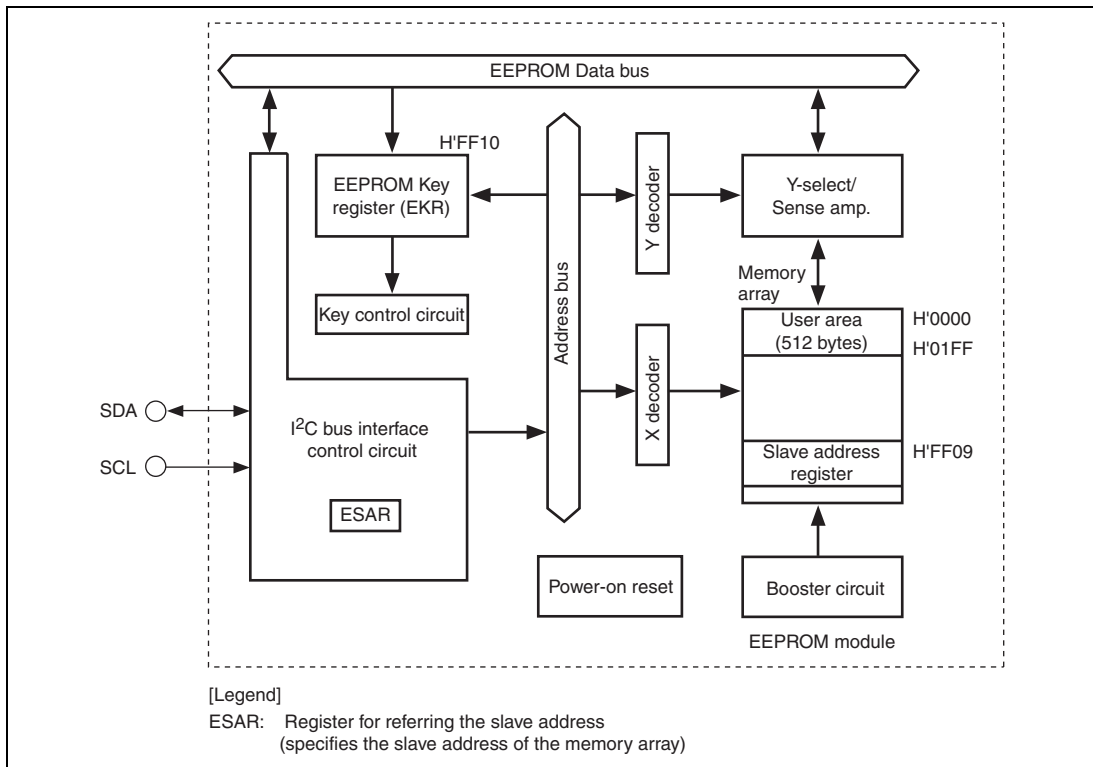 EEPROM Data bus
H'FF10
EEPROM Key
register (EKR)
Key control circuit
Address bus
Y decoder
X decoder
Y-select/
Sense amp.
Memory
array
User area
(512 bytes)
H'0000
H'01FF
Slave address
register
H'FF09
SDA
SCL
I²C bus interface
control circuit
ESAR
Power-on reset
Booster circuit
EEPROM module
[Legend]
ESAR: Register for referring the slave address
(specifies the slave address of the memory array)